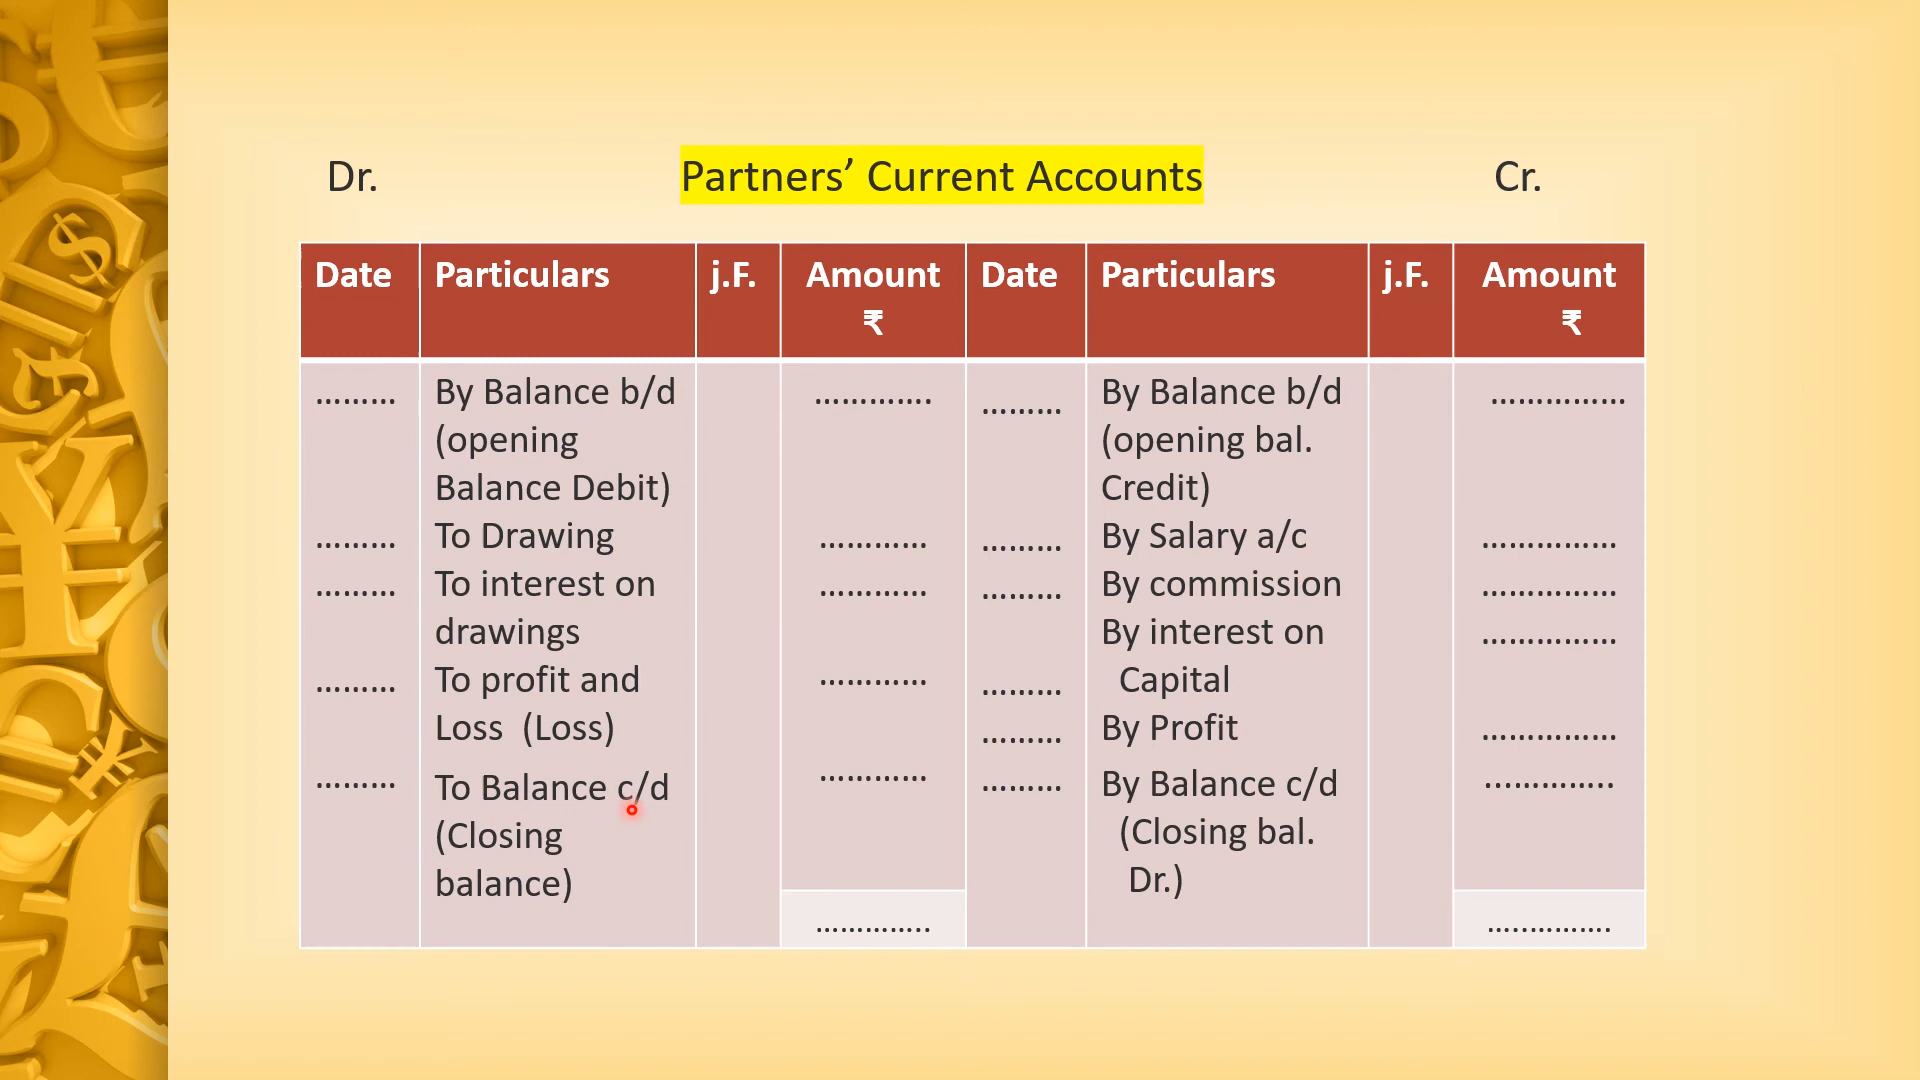 Dr. Partners’ Current Accounts Cr.
Date Particulars j.F. Amount Date Particulars j.F. Amount
₹ ₹
……… By Balance b/d …………. ……… By Balance b/d ……………
(opening (opening bal.
Balance Debit) Credit)
……… To Drawing ………… ……… By Salary a/c ……………
……… To interest on ………… ……… By commission ……………
drawings By interest on ……………
……… To profit and ………… ……… Capital
Loss (Loss) ……… By Profit ……………
……… To Balance c/d ………… ……… By Balance c/d …………..
(Closing (Closing bal.
balance) Dr.)
………….. …..……….